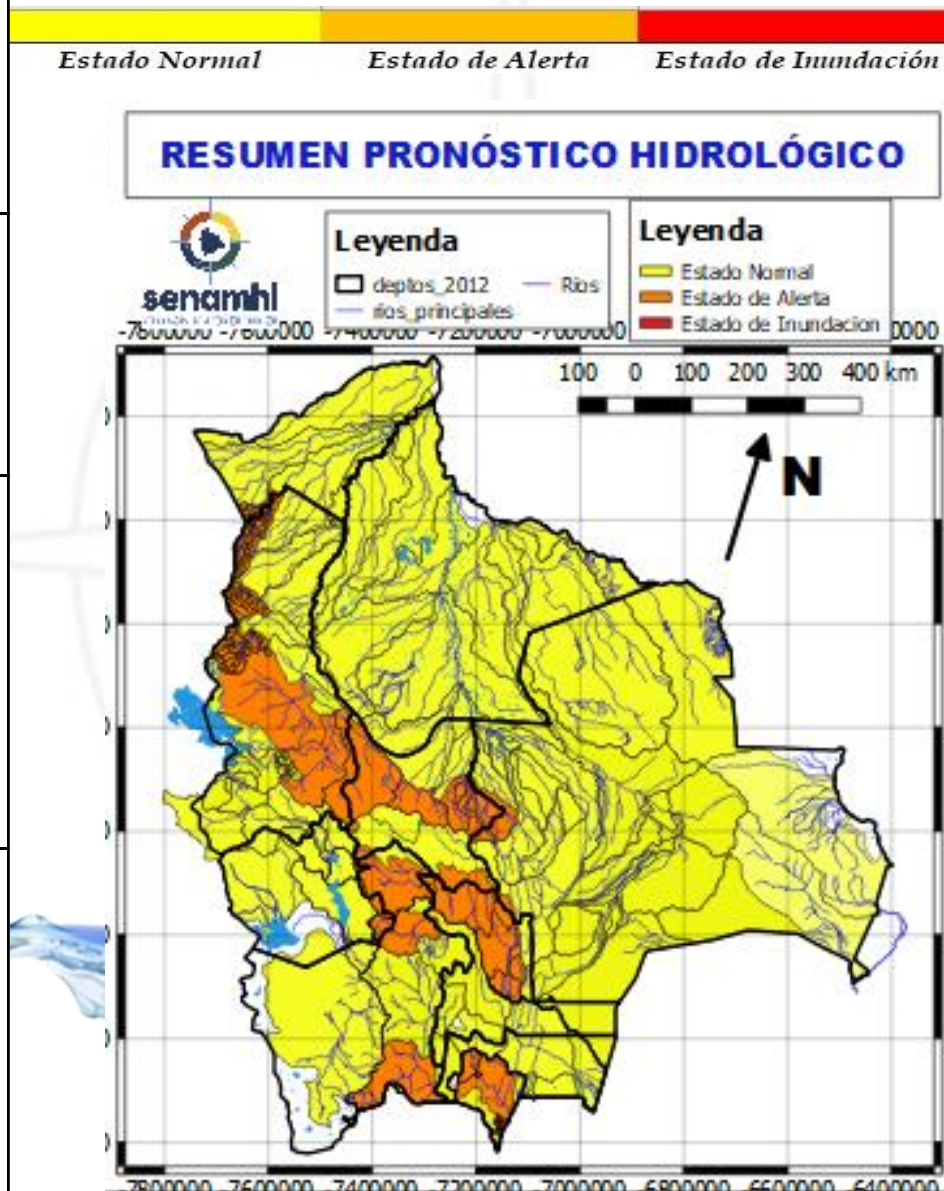 Estado Normal Estado de Alerta Estado de Inundación
RESUMEN PRONÓSTICO HIDROLÓGICO
senamhi
Leyenda
deptos_2012 Rios
rios_principales
Leyenda
Estado Normal
Estado de Alerta
Estado de Inundacion
-7800000 -7600000 -7400000 -7200000 -7000000
100 0 100 200 300 400 km
N
-7800000 -7600000 -7400000 -7200000 -7000000 -6800000 -6600000 -6400000